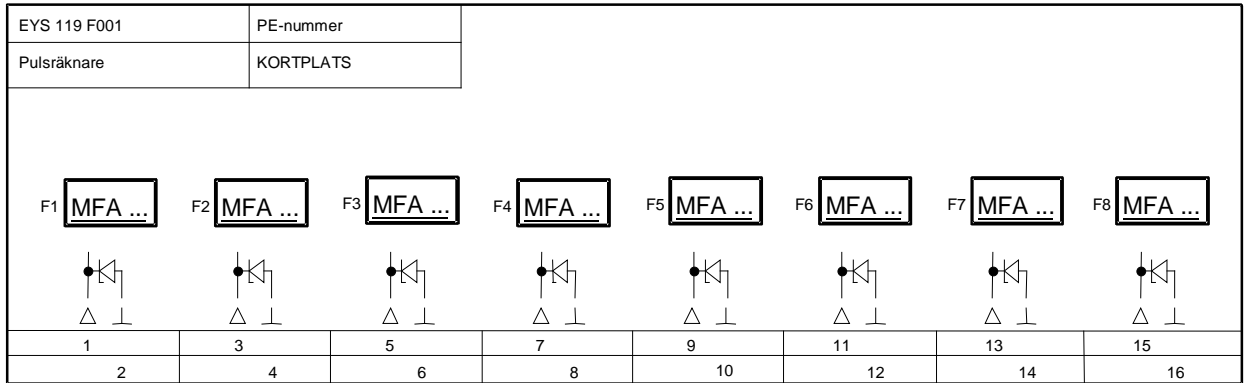 EYS 119 F001 PE-nummer
Pulsräknare KORTPLATS
F1 MFA ... F2 MFA ... F3 MFA ... F4 MFA ... F5 MFA ... F6 MFA ... F7 MFA ... F8 MFA ...
1 3 5 7 9 11 13 15
2 4 6 8 10 12 14 16